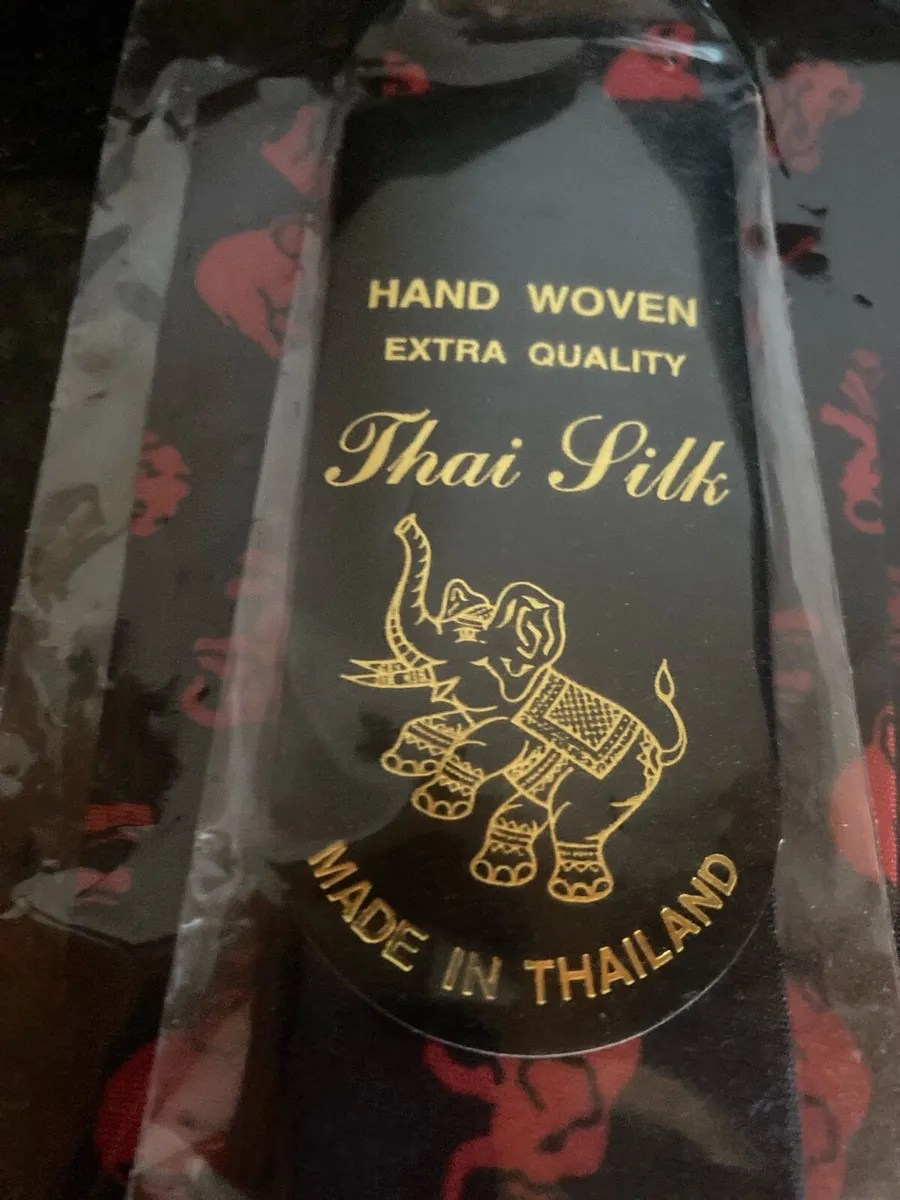 HAND WOVEN
EXTRA QUALITY
Thai Silk
MADE IN THAILAND